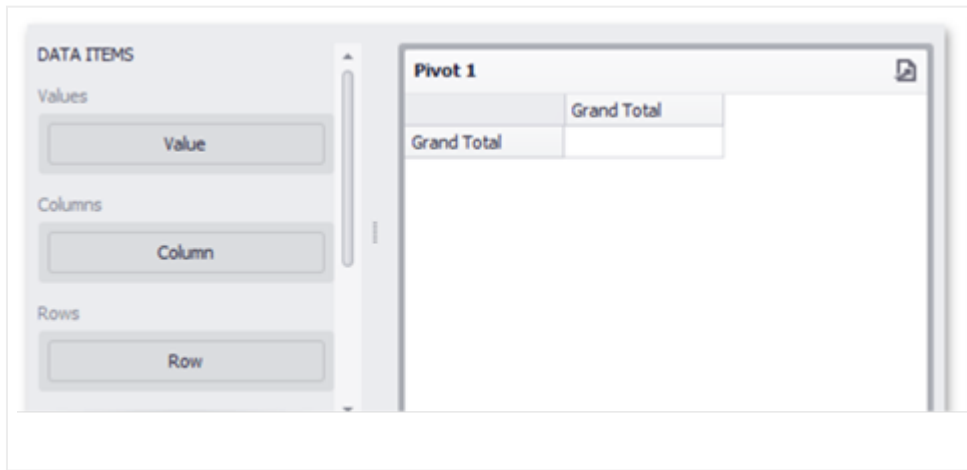 DATA ITEMS
Values
Value
Columns
Column
Rows
Row
Pivot 1
Grand Total
Grand Total